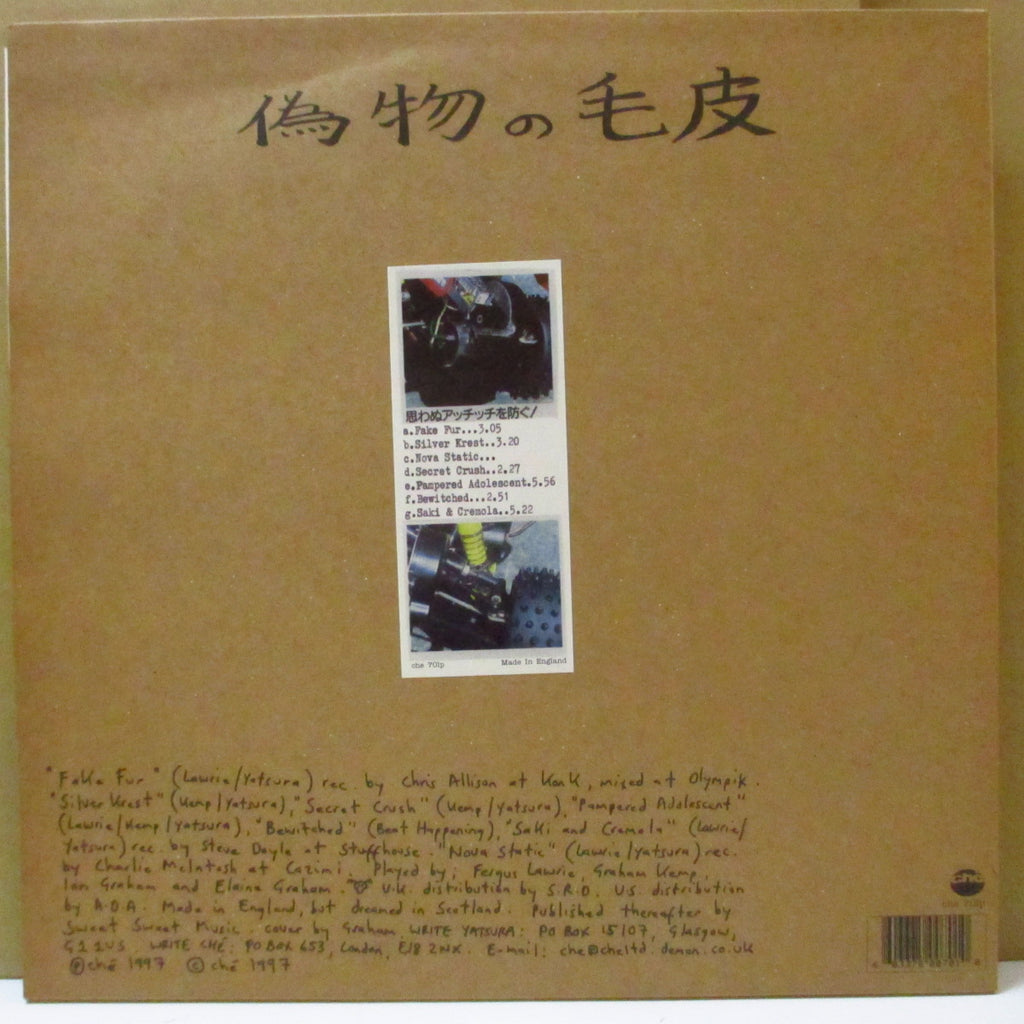 偽物の毛皮
思わぬアッチッチを防ぐ!
a.Fake Fur...3.05
b.Silver Krest..3.20
c.Nova Static...
d.Secret Crush..2.27
e.Pampered Adolescent.5.56
f.Bewitched...2.51
g.Saki & Cremola..5.22
che 70lp Made in England
"Fake Fur" (Lawrie/Yatsura) rec. by Chris Allison at Konk, mixed at Olympik.
"Silver Krest" (Kemp/Yatsura), "Secret Crush" (Kemp/Yatsura), "Pampered Adolescent"
(Lawrie/Kemp/Yatsura), "Bewitched" (Beat Happening), "Saki and Cremola" (Lawrie/
Yatsura) rec. by Steve Doyle at Stuffhouse. "Nova Static" (Lawrie/Yatsura) rec.
by Charlie McIntosh at Cazimi. Played by; Fergus Lawrie, Graham Kemp,
Ian Graham and Elaine Graham. U.K. distribution by S.R.D. U.S. distribution
by A.D.A. Made in England, but dreamed in Scotland. Published thereafter by
Sweet Sweet Music. cover by Graham. WRITE YATSURA: PO BOX 15107, Glasgow,
G1 1US. WRITE CHÉ: PO BOX 653, London, E18 2NX. E-mail: che@cheltd.demon.co.uk
℗ ché 1997 © ché 1997
che
che 70lp